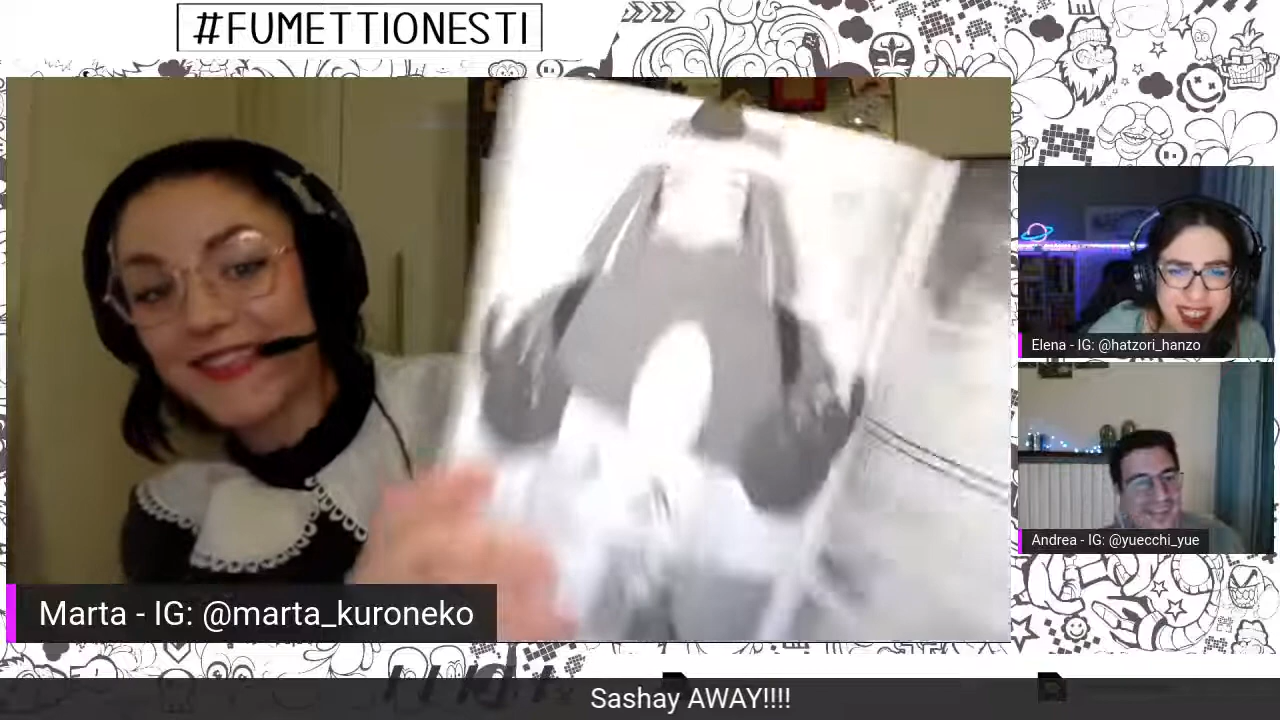 #FUMETTIONESTI
Elena - IG: @hatzori_hanzo
Andrea - IG: @yuecchi_yue
Marta - IG: @marta_kuroneko
Sashay AWAY!!!!